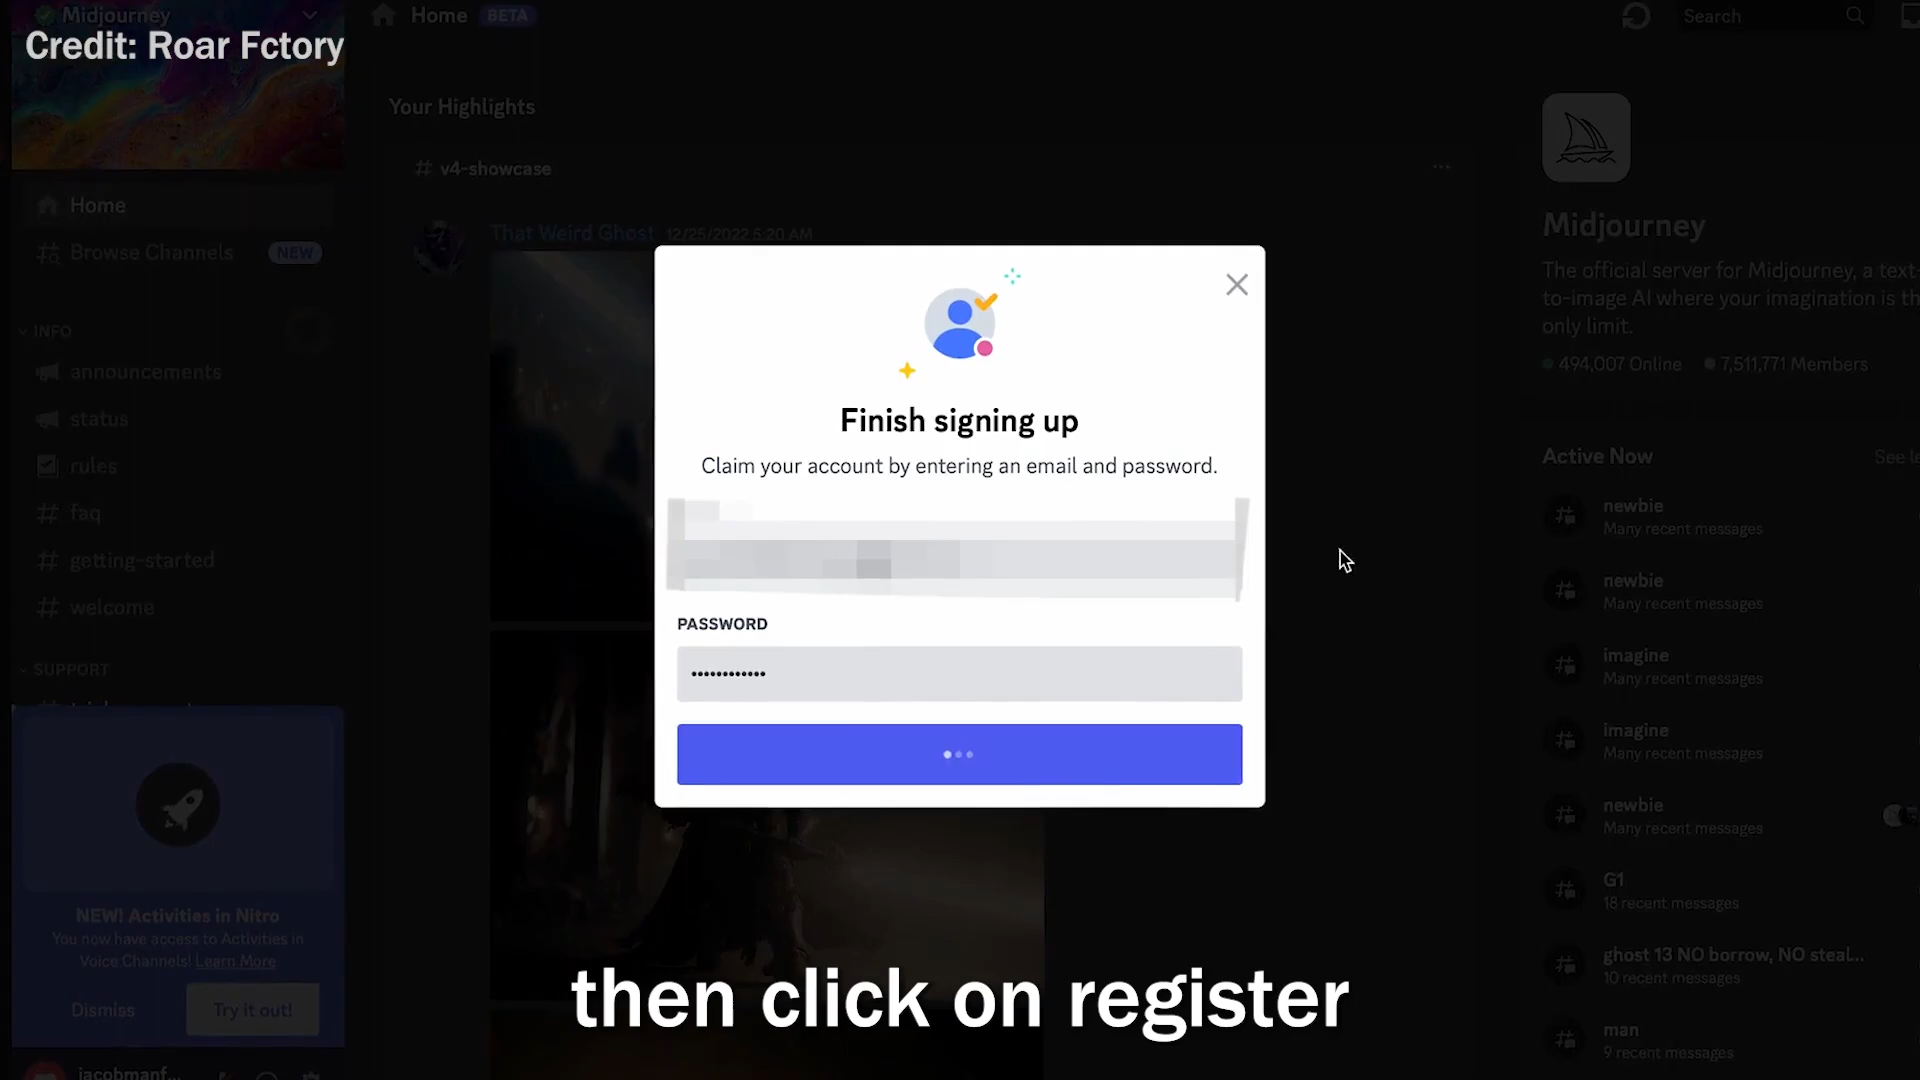 Midjourney
Credit: Roar Fctory
Home
Browse Channels NEW
INFO
announcements
status
rules
faq
getting-started
welcome
SUPPORT
NEW! Activities in Nitro
You now have access to Activities in
Voice Channels! Learn More
Dismiss
Try it out!
jacobmanf...
Home BETA
Your Highlights
v4-showcase
That Weird Ghost 12/25/2022 5:20 AM
Finish signing up
Claim your account by entering an email and password.
PASSWORD
••••••••••••
then click on register
Search
Midjourney
The official server for Midjourney, a text-
to-image AI where your imagination is the
only limit.
494,007 Online 7,511,771 Members
Active Now
See
newbie
Many recent messages
newbie
Many recent messages
imagine
Many recent messages
imagine
Many recent messages
newbie
Many recent messages
G1
18 recent messages
ghost 13 NO borrow, NO steal...
10 recent messages
man
9 recent messages